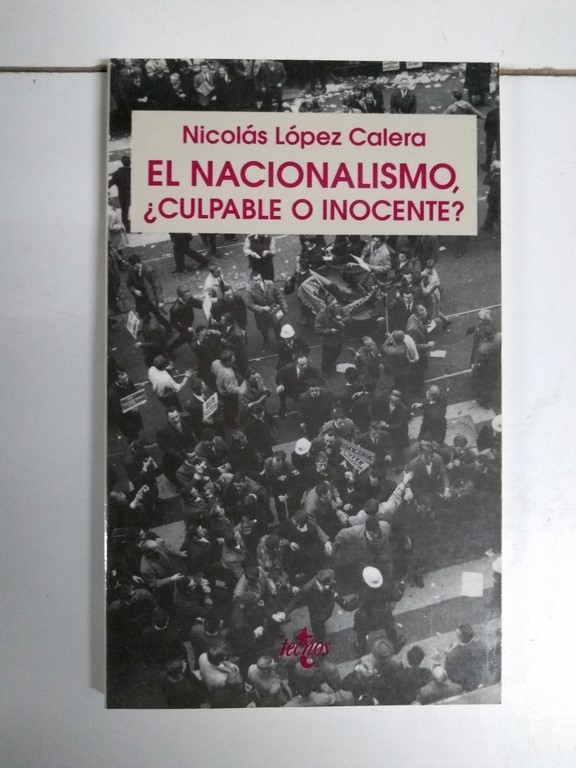 Nicolás López Calera
EL NACIONALISMO,
¿CULPABLE O INOCENTE?
tecnos